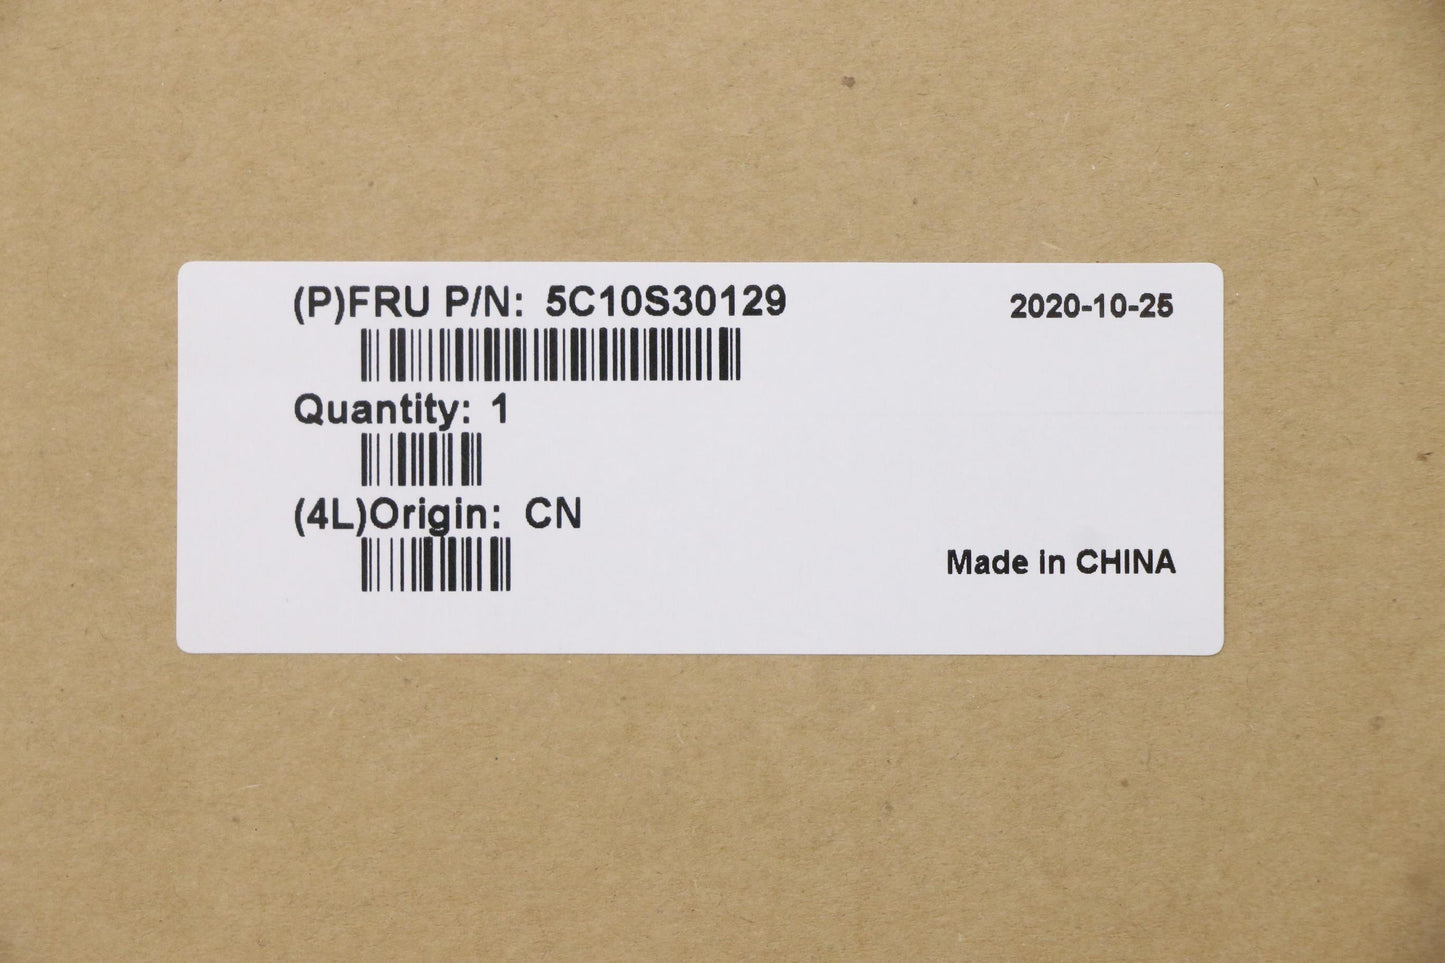 (P)FRU P/N: 5C10S30129
2020-10-25
Quantity: 1
(4L)Origin: CN
Made in CHINA